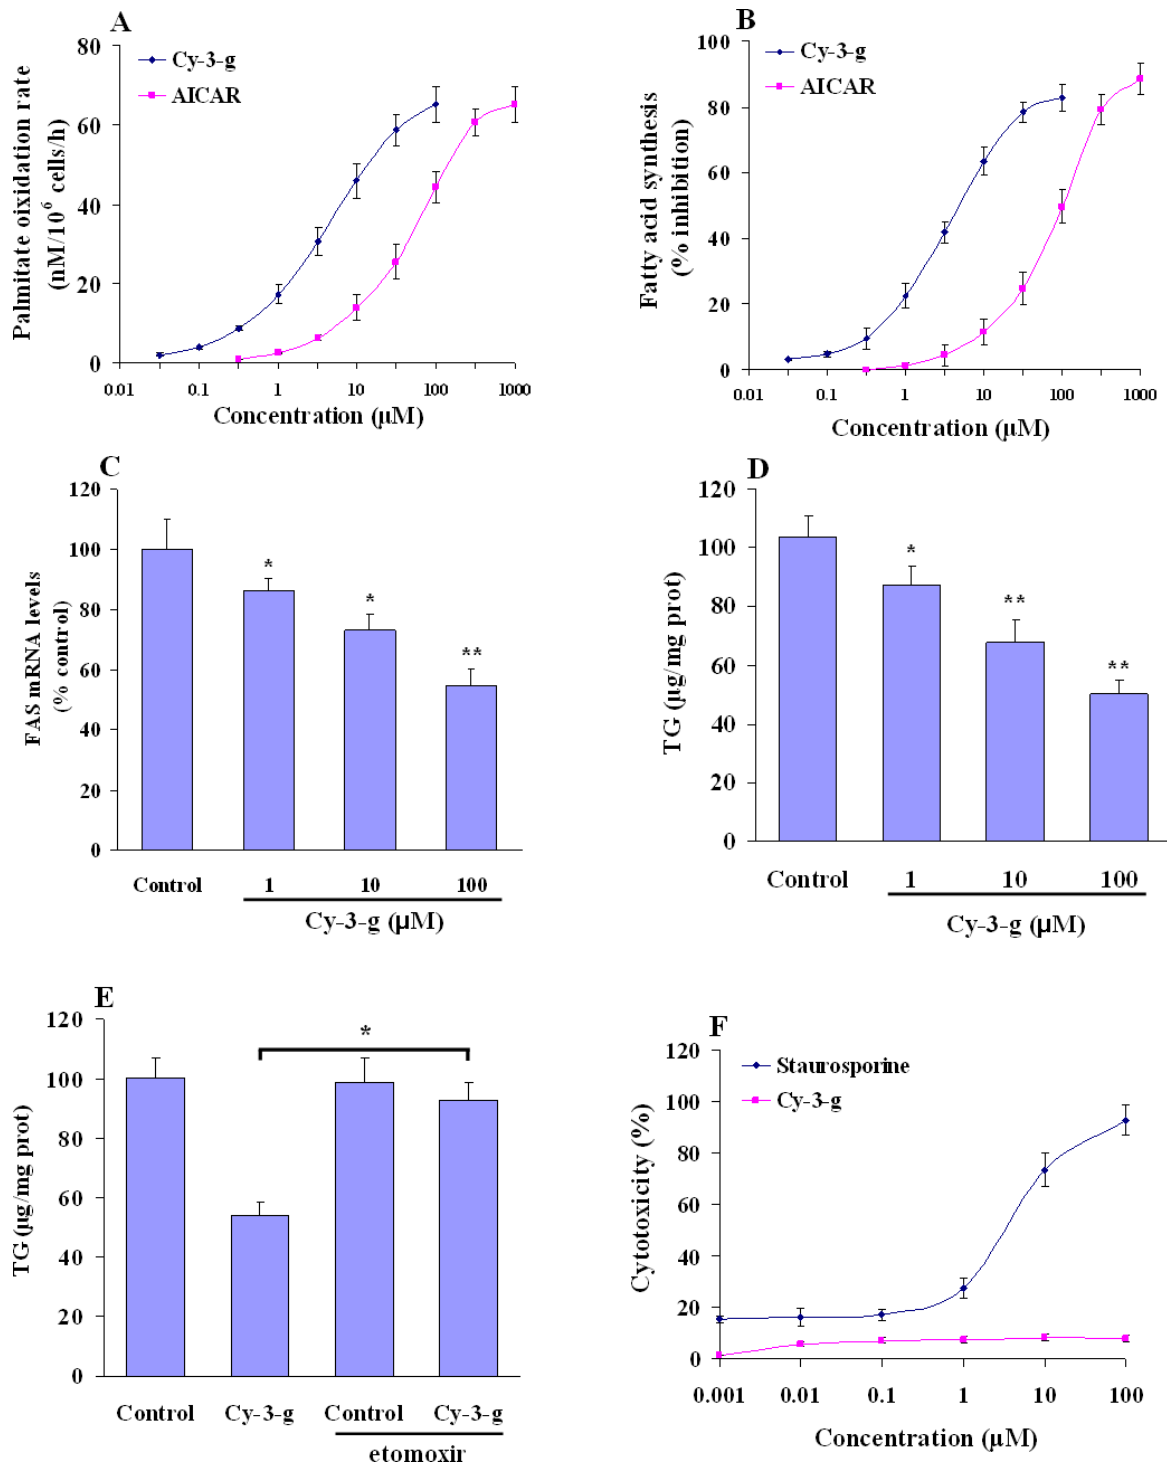 A
Palmitate oixidation rate
(nM/10⁶ cells/h)
80
60
40
20
0
Cy-3-g
AICAR
0.01 0.1 1 10 100 1000
Concentration (µM)
B
Fatty acid synthesis
(% inhibition)
100
80
60
40
20
0
Cy-3-g
AICAR
0.01 0.1 1 10 100 1000
Concentration (µM)
C
FAS mRNA levels
(% control)
120
100
80
60
40
20
0
* * **
Control 1 10 100
Cy-3-g (µM)
D
TG (µg/mg prot)
120
100
80
60
40
20
0
* ** **
Control 1 10 100
Cy-3-g (µM)
E
TG (µg/mg prot)
120
100
80
60
40
20
0
*
Control Cy-3-g Control Cy-3-g
etomoxir
F
Cytotoxicity (%)
120
100
80
60
40
20
0
Staurosporine
Cy-3-g
0.001 0.01 0.1 1 10 100
Concentration (µM)